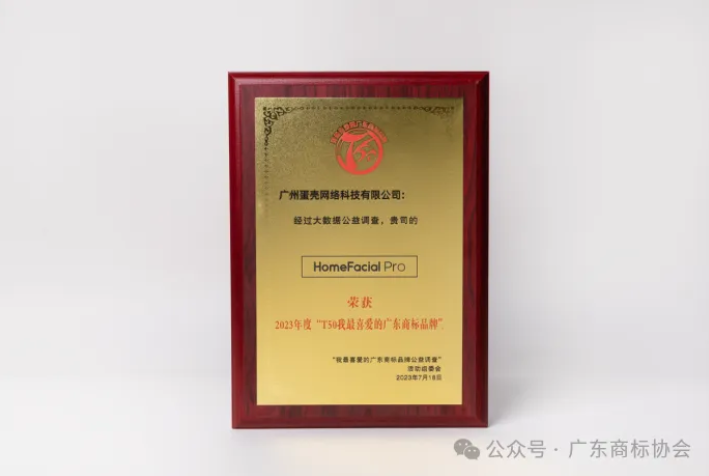 广州蛋壳网络科技有限公司：
经过大数据公益调查，贵司的
HomeFacial Pro
荣获
2023年度“T50我最喜爱的广东商标品牌”
“我最喜爱的广东商标品牌公益调查”
活动组委会
2023年7月18日
公众号·广东商标协会